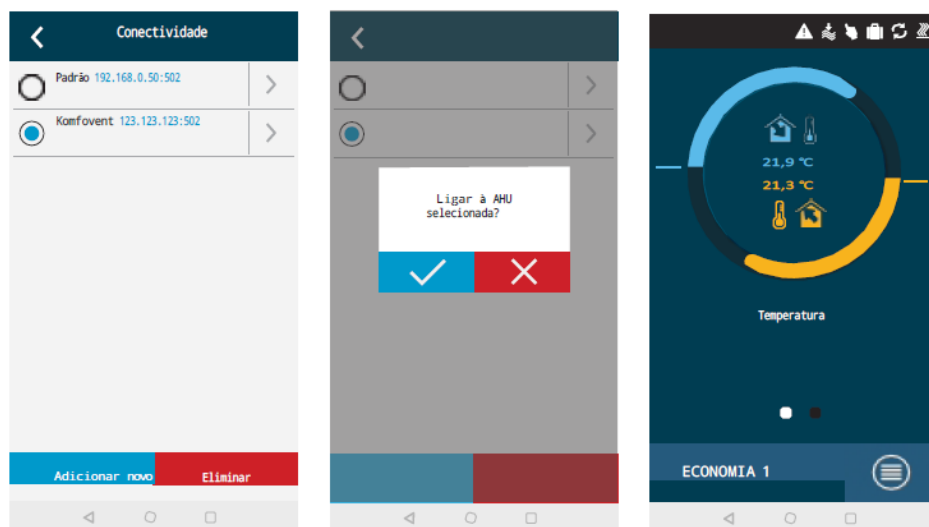 Conectividade
Padrão 192.168.0.50:502
Komfovent 123.123.123:502
Adicionar novo
Eliminar
Ligar à AHU
selecionada?
21,9 °C
21,3 °C
Temperatura
ECONOMIA 1